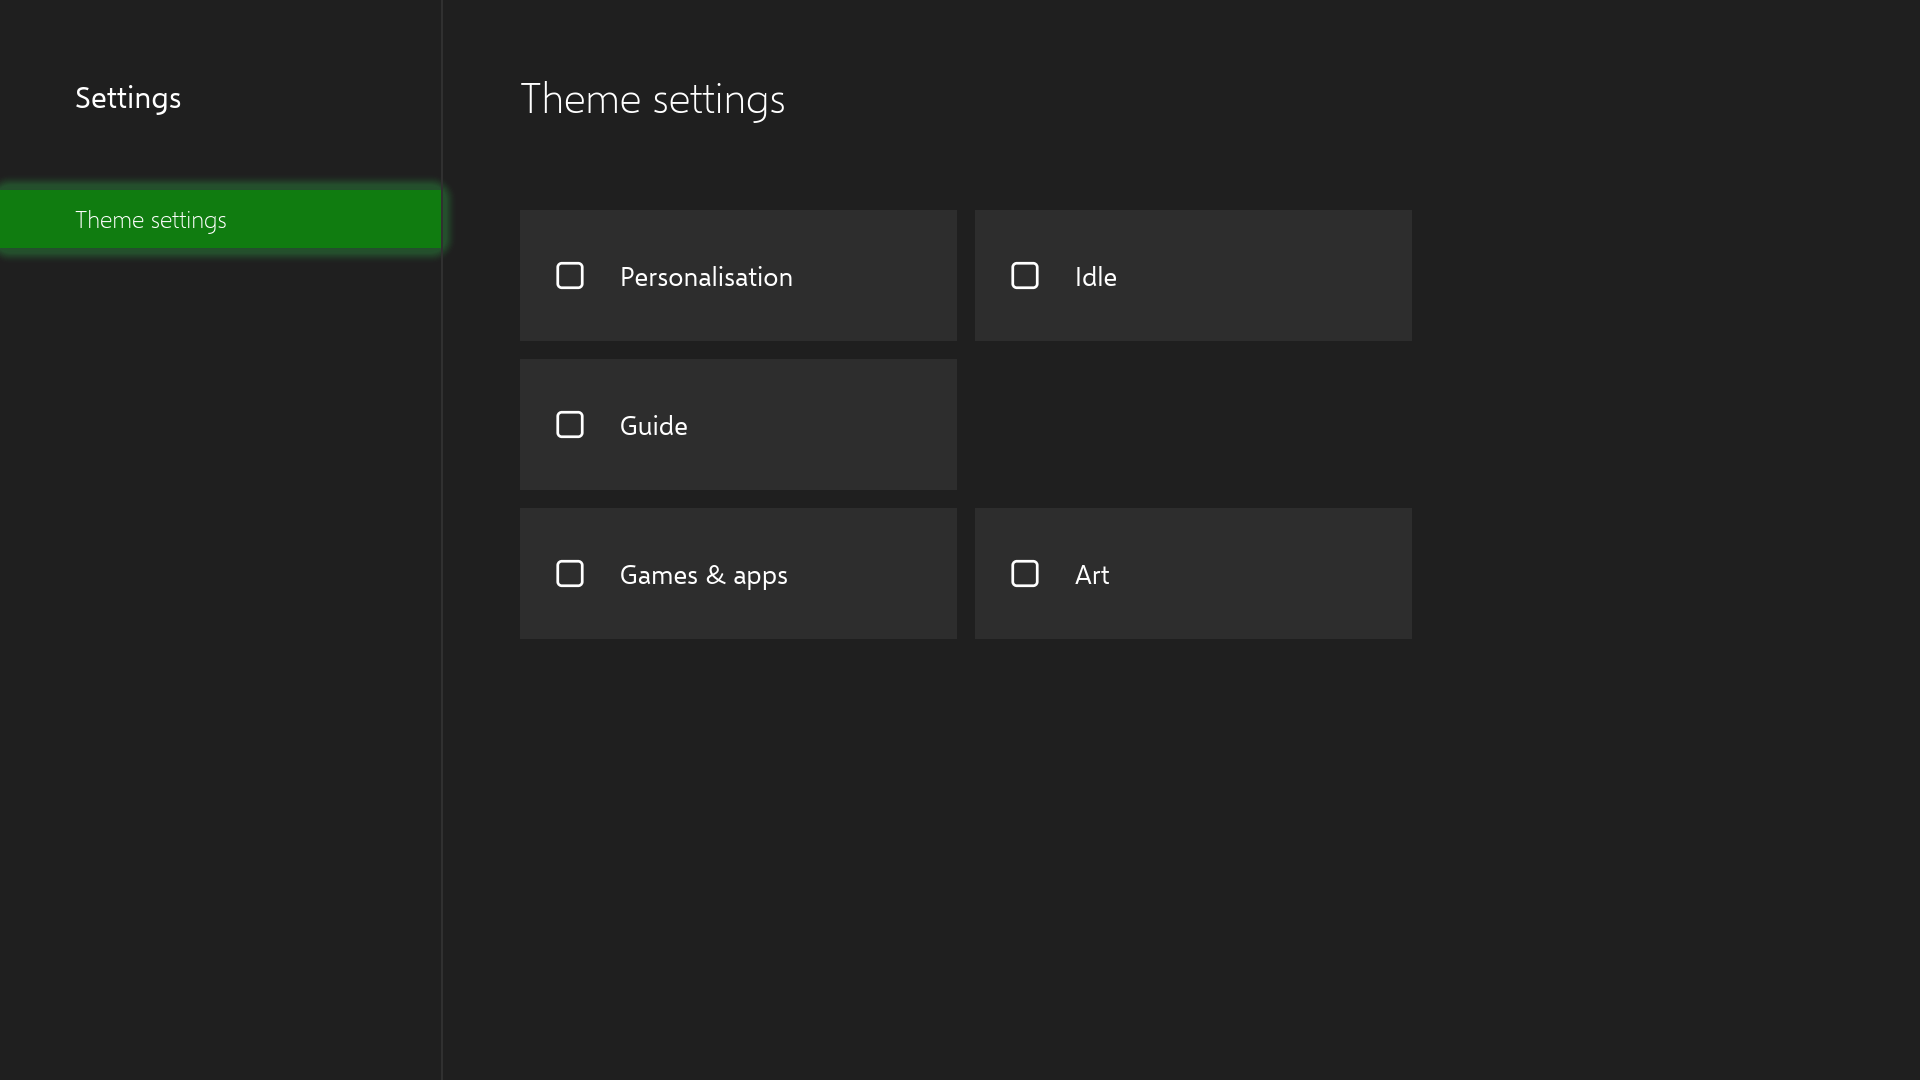 Settings
Theme settings
Theme settings
Personalisation
Idle
Guide
Games & apps
Art